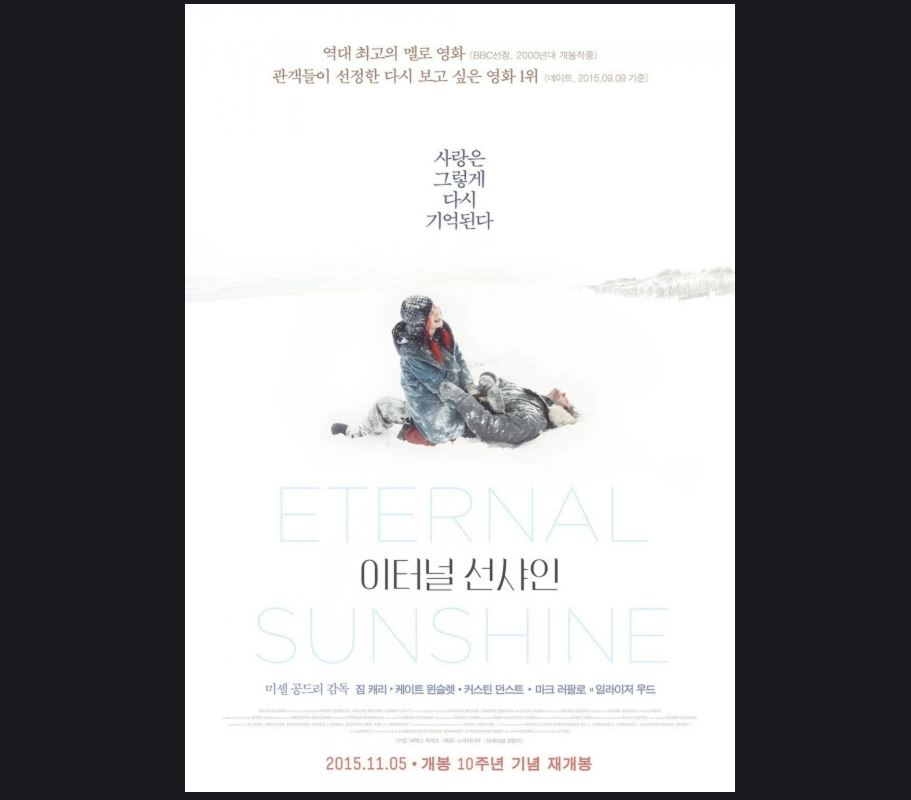 역대 최고의 멜로 영화 (BBC선정, 2000년대 개봉작중)
관객들이 선정한 다시 보고 싶은 영화 1위 (네이트, 2015.09.09 기준)
사랑은
그렇게
다시
기억된다
ETERNAL
이터널 선샤인
SUNSHINE
미셸 공드리 감독 짐 캐리 • 케이트 윈슬렛 • 커스틴 던스트 • 마크 러팔로 • 일라이저 우드
2015.11.05 • 개봉 10주년 기념 재개봉